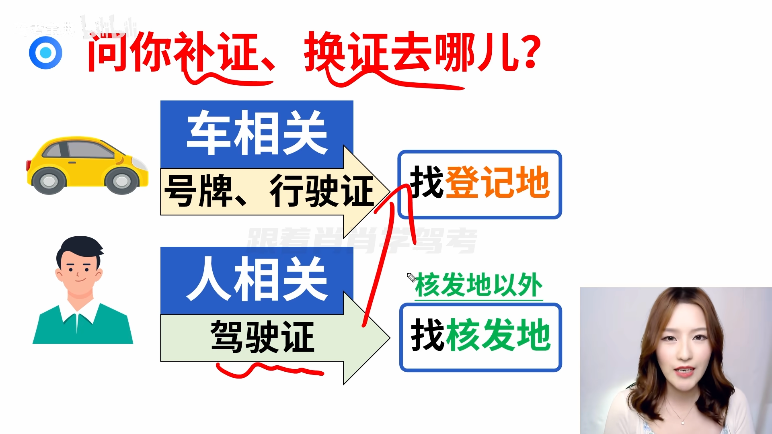 问你补证、换证去哪儿?
车相关
号牌、行驶证
找登记地
跟着肖肖学驾考
人相关
核发地以外
驾驶证
找核发地